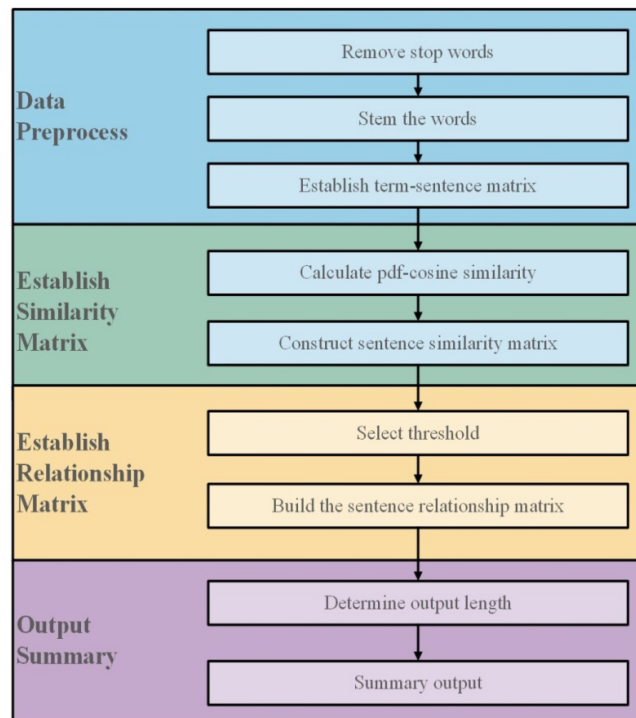 Data
Preprocess
Remove stop words
Stem the words
Establish term-sentence matrix
Establish
Similarity
Matrix
Calculate pdf-cosine similarity
Construct sentence similarity matrix
Establish
Relationship
Matrix
Select threshold
Build the sentence relationship matrix
Output
Summary
Determine output length
Summary output